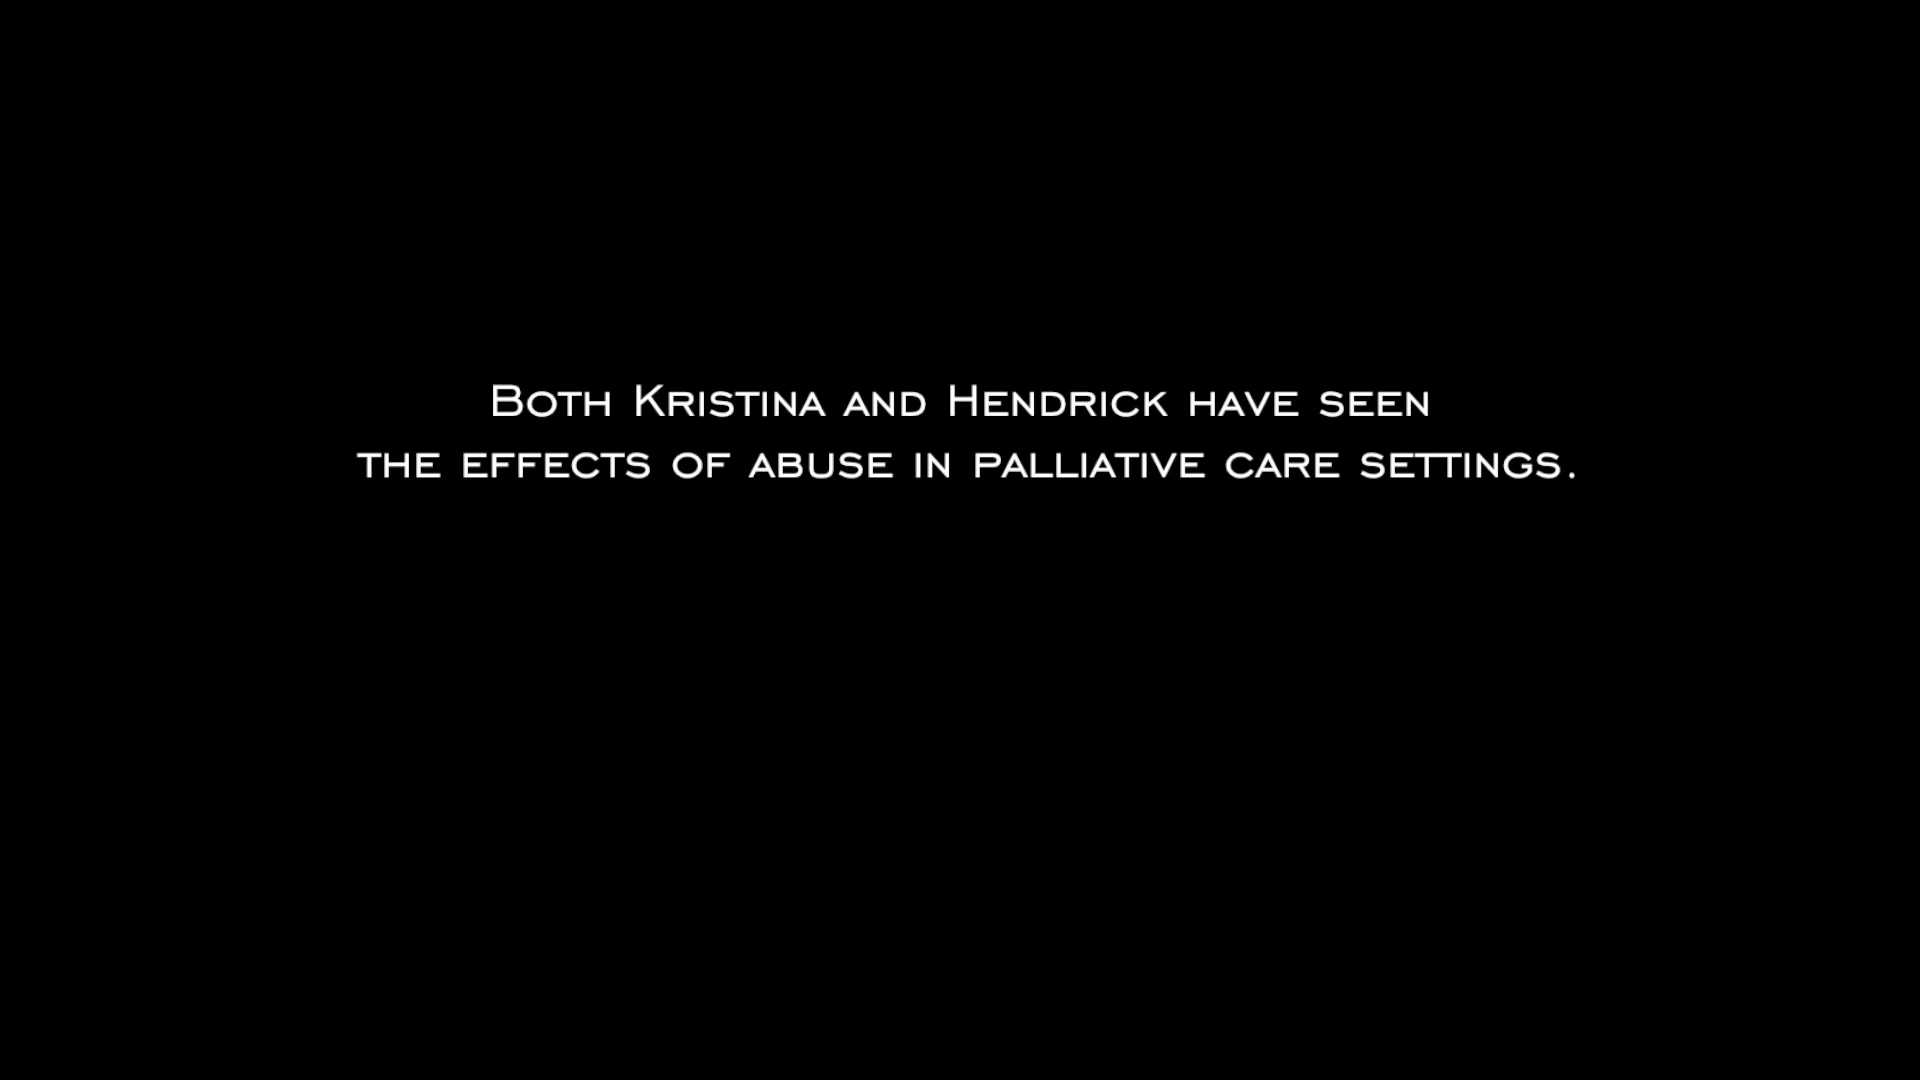 Both Kristina and Hendrick have seen
the effects of abuse in palliative care settings.